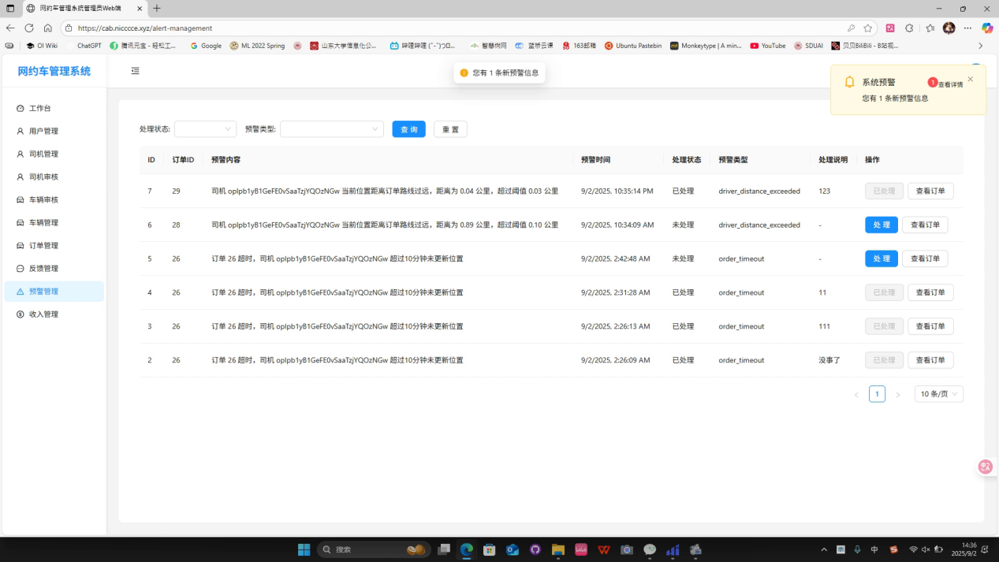 网约车管理系统管理员Web端
https://cab.nicccce.xyz/alert-management
OI Wiki ChatGPT 腾讯元宝 - 轻松工... Google ML 2022 Spring 山东大学信息化公... 哔哩哔哩 (゜-゜)つロ... 智慧树网 蓝桥云课 163邮箱 Ubuntu Pastebin Monkeytype | A min... YouTube SDUAI 贝贝BiliBili - B站视...
网约车管理系统
您有 1 条新预警信息
系统预警 1 查看详情
您有 1 条新预警信息
工作台
用户管理
司机管理
司机审核
车辆审核
车辆管理
订单管理
反馈管理
预警管理
收入管理
处理状态: 预警类型: 查 询 重 置
ID 订单ID 预警内容 预警时间 处理状态 预警类型 处理说明 操作
7 29 司机 opIpb1yB1GeFE0vSaaTzjYQOzNGw 当前位置距离订单路线过远，距离为 0.04 公里，超过阈值 0.03 公里 9/2/2025, 10:35:14 PM 已处理 driver_distance_exceeded 123 已处理 查看订单
6 28 司机 opIpb1yB1GeFE0vSaaTzjYQOzNGw 当前位置距离订单路线过远，距离为 0.89 公里，超过阈值 0.10 公里 9/2/2025, 10:34:09 AM 未处理 driver_distance_exceeded - 处 理 查看订单
5 26 订单 26 超时，司机 opIpb1yB1GeFE0vSaaTzjYQOzNGw 超过10分钟未更新位置 9/2/2025, 2:42:48 AM 未处理 order_timeout - 处 理 查看订单
4 26 订单 26 超时，司机 opIpb1yB1GeFE0vSaaTzjYQOzNGw 超过10分钟未更新位置 9/2/2025, 2:31:28 AM 已处理 order_timeout 11 已处理 查看订单
3 26 订单 26 超时，司机 opIpb1yB1GeFE0vSaaTzjYQOzNGw 超过10分钟未更新位置 9/2/2025, 2:26:13 AM 已处理 order_timeout 111 已处理 查看订单
2 26 订单 26 超时，司机 opIpb1yB1GeFE0vSaaTzjYQOzNGw 超过10分钟未更新位置 9/2/2025, 2:26:09 AM 已处理 order_timeout 没事了 已处理 查看订单
1 10 条/页
搜索
中
14:36
2025/9/2